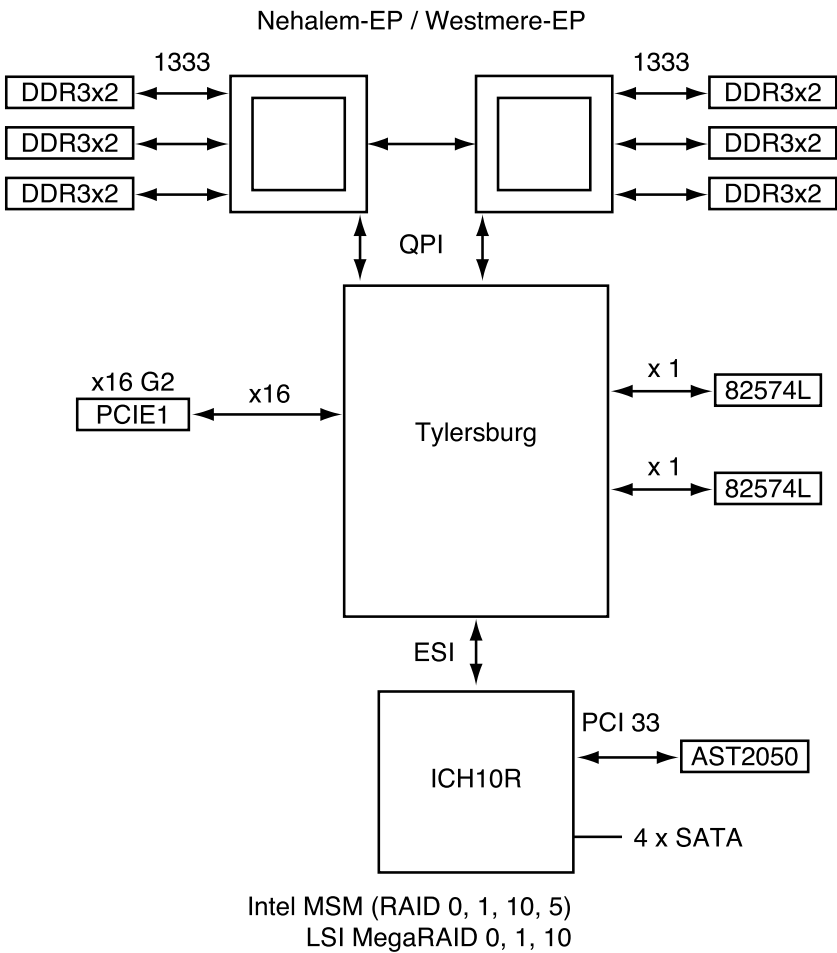 Nehalem-EP / Westmere-EP
1333
1333
DDR3x2
DDR3x2
DDR3x2
DDR3x2
DDR3x2
DDR3x2
QPI
x16 G2
PCIE1
x16
Tylersburg
x 1
82574L
x 1
82574L
ESI
ICH10R
PCI 33
AST2050
4 x SATA
Intel MSM (RAID 0, 1, 10, 5)
LSI MegaRAID 0, 1, 10